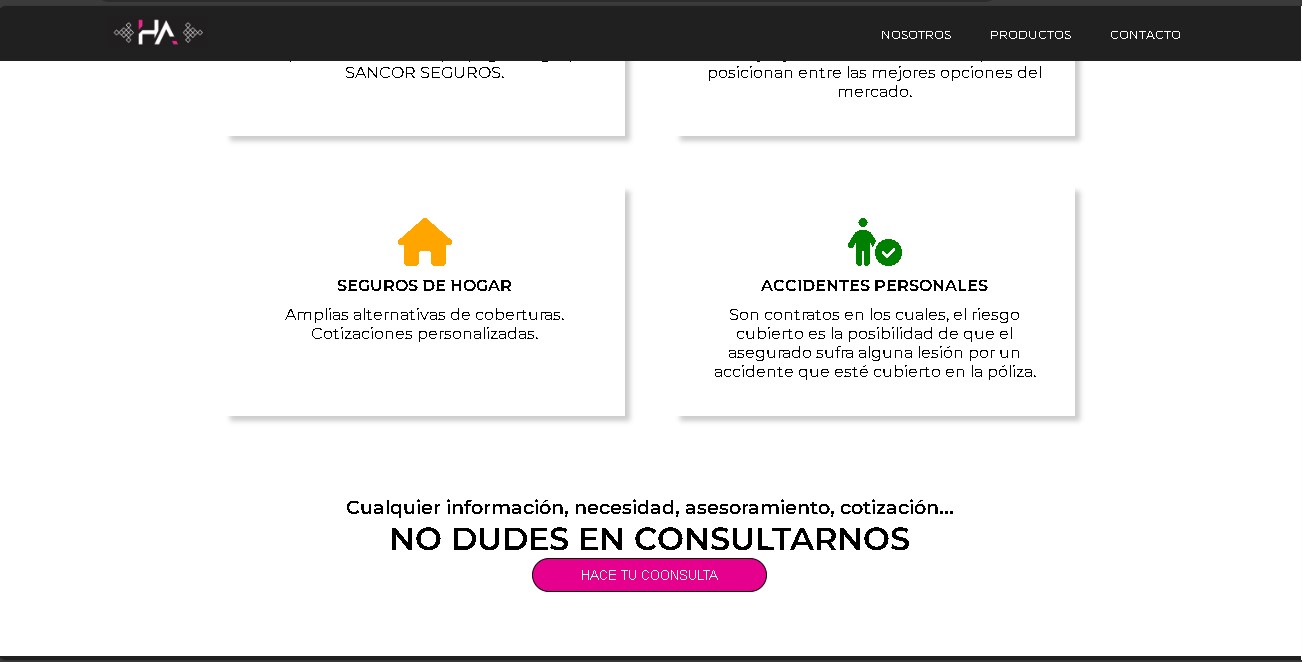 HA
NOSOTROS
PRODUCTOS
CONTACTO
SANCOR SEGUROS.
posicionan entre las mejores opciones del
mercado.
SEGUROS DE HOGAR
Amplias alternativas de coberturas.
Cotizaciones personalizadas.
ACCIDENTES PERSONALES
Son contratos en los cuales, el riesgo
cubierto es la posibilidad de que el
asegurado sufra alguna lesión por un
accidente que esté cubierto en la póliza.
Cualquier información, necesidad, asesoramiento, cotización...
NO DUDES EN CONSULTARNOS
HACE TU COONSULTA